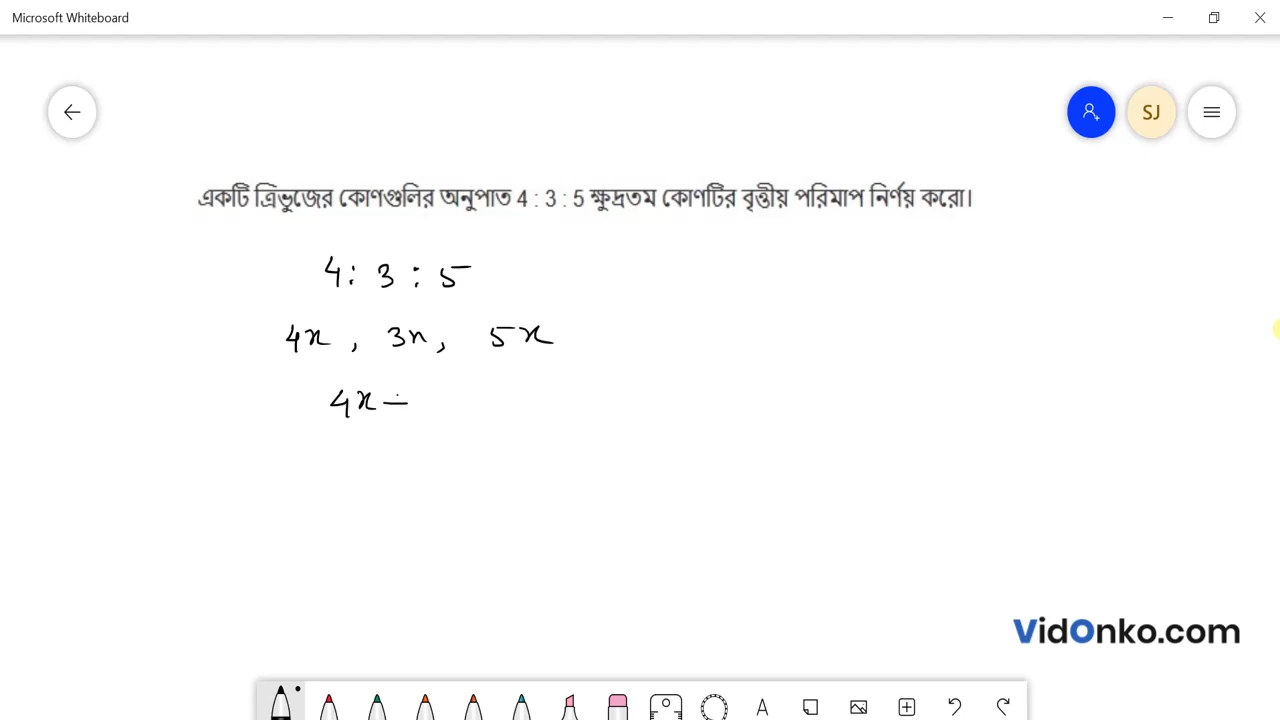 Microsoft Whiteboard
SJ
একটি ত্রিভুজের কোণগুলির অনুপাত 4 : 3 : 5 ক্ষুদ্রতম কোণটির বৃত্তীয় পরিমাপ নির্ণয় করো।
4 : 3 : 5
4x , 3x, 5x
4x
VidOnko.com
A